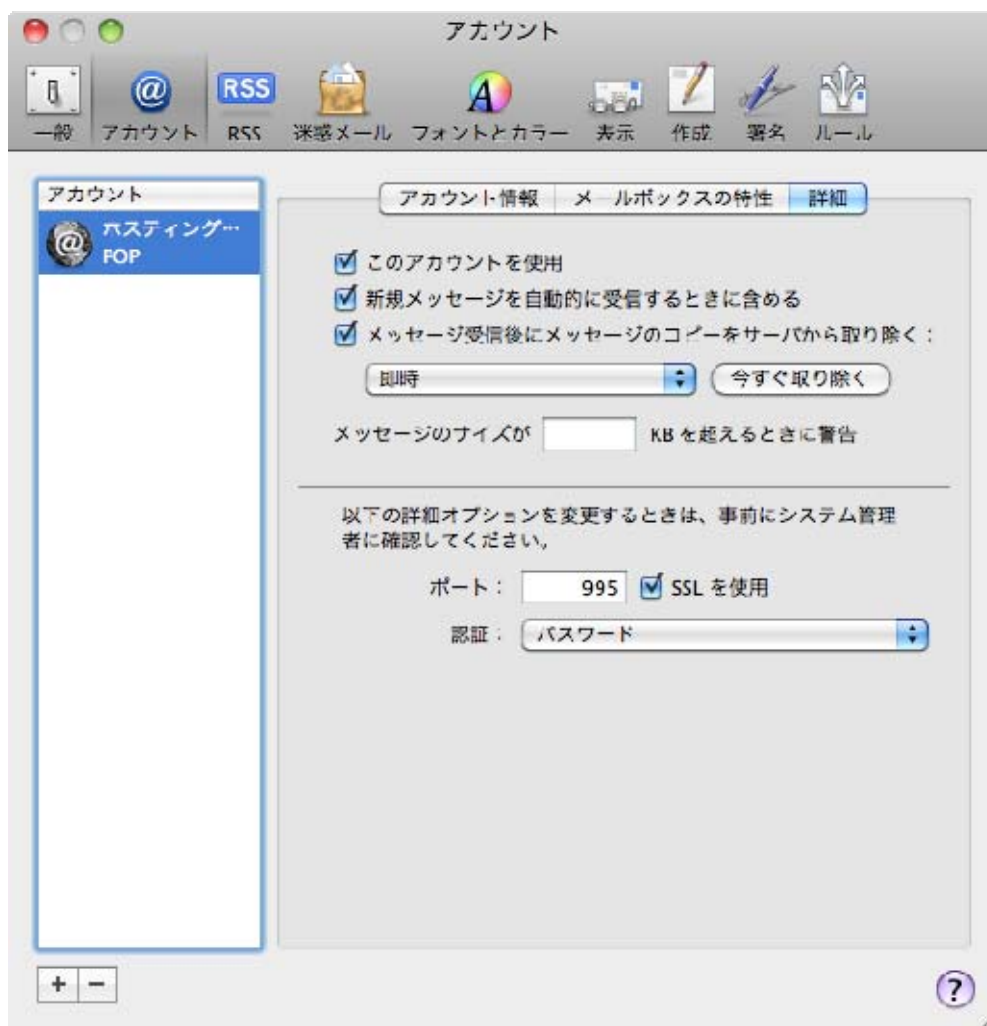 アカウント
RSS
一般 アカウント RSS 迷惑メール フォントとカラー 表示 作成 署名 ルール
アカウント
ホスティング…
POP
アカウント情報 メールボックスの特性 詳細
このアカウントを使用
新規メッセージを自動的に受信するときに含める
メッセージ受信後にメッセージのコピーをサーバから取り除く：
即時 今すぐ取り除く
メッセージのサイズが KB を超えるときに警告
以下の詳細オプションを変更するときは、事前にシステム管理
者に確認してください。
ポート： 995 SSL を使用
認証： パスワード